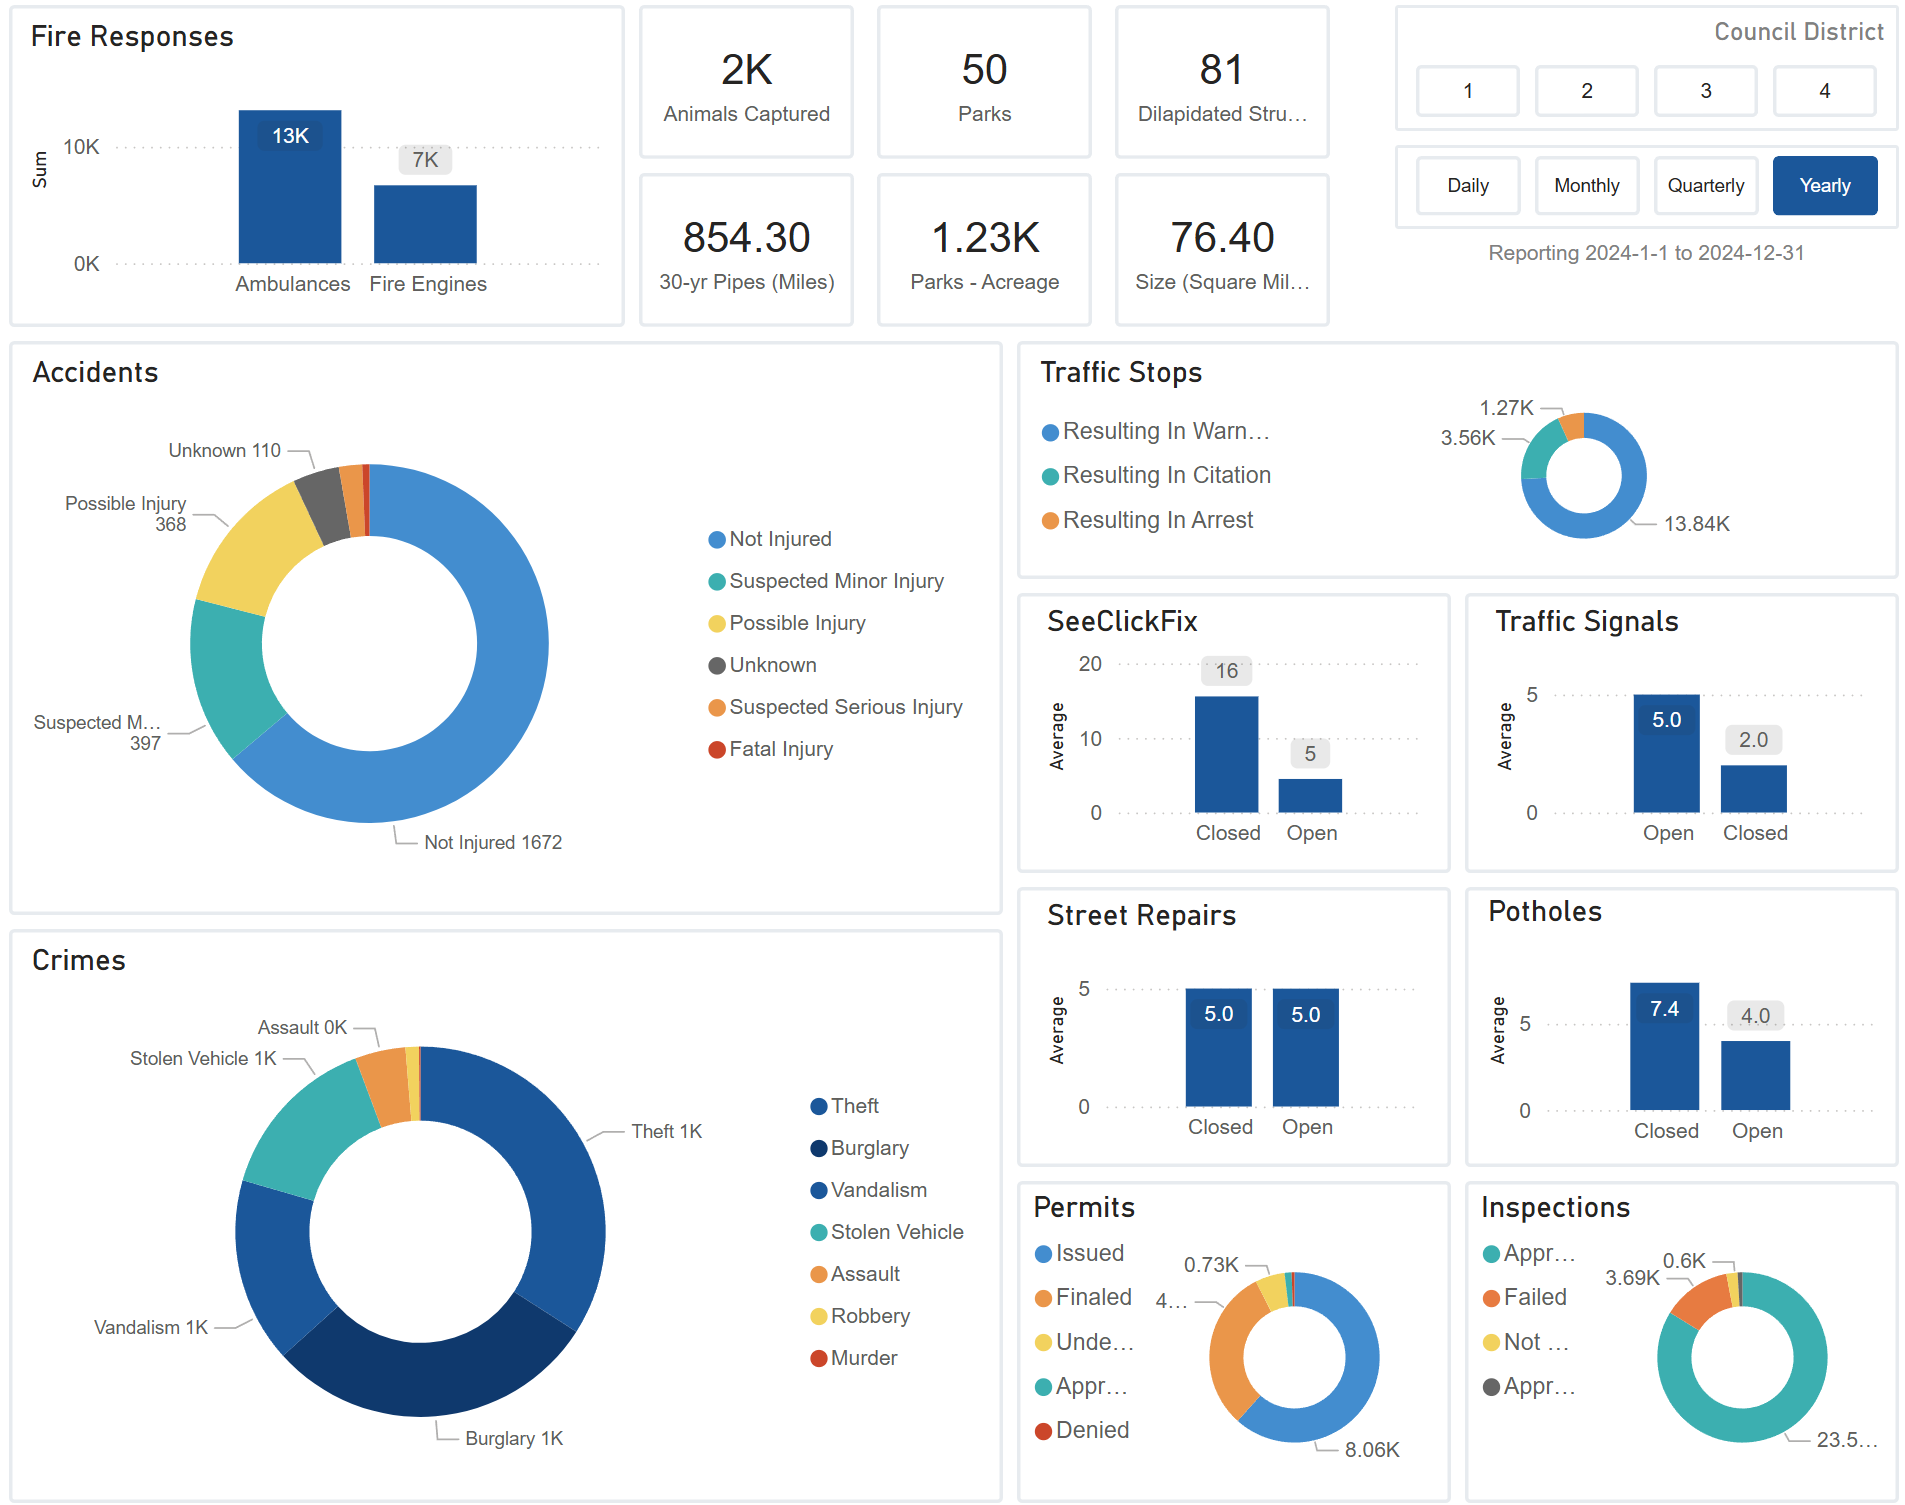 Fire Responses
Sum
10K
0K
13K
7K
Ambulances
Fire Engines
2K
Animals Captured
50
Parks
81
Dilapidated Stru...
854.30
30-yr Pipes (Miles)
1.23K
Parks - Acreage
76.40
Size (Square Mil...
Council District
1
2
3
4
Daily
Monthly
Quarterly
Yearly
Reporting 2024-1-1 to 2024-12-31
Accidents
Unknown 110
Possible Injury
368
Suspected M...
397
Not Injured 1672
Not Injured
Suspected Minor Injury
Possible Injury
Unknown
Suspected Serious Injury
Fatal Injury
Traffic Stops
Resulting In Warn...
Resulting In Citation
Resulting In Arrest
1.27K
3.56K
13.84K
SeeClickFix
Average
20
10
0
16
5
Closed
Open
Traffic Signals
Average
5
0
5.0
2.0
Open
Closed
Street Repairs
Average
5
0
5.0
5.0
Closed
Open
Potholes
Average
5
0
7.4
4.0
Closed
Open
Crimes
Assault 0K
Stolen Vehicle 1K
Theft 1K
Vandalism 1K
Burglary 1K
Theft
Burglary
Vandalism
Stolen Vehicle
Assault
Robbery
Murder
Permits
Issued
Finaled
Unde...
Appr...
Denied
0.73K
4...
8.06K
Inspections
Appr...
Failed
Not ...
Appr...
0.6K
3.69K
23.5...